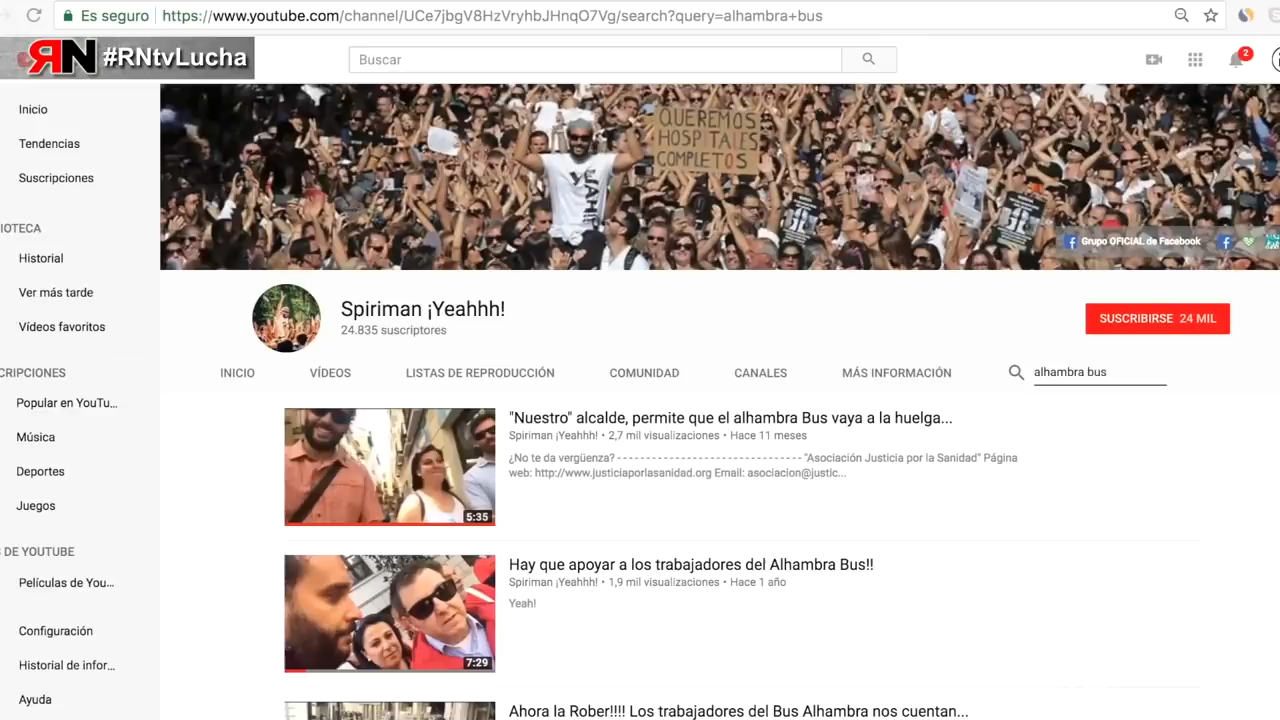 Es seguro https://www.youtube.com/channel/UCe7jbgV8HzVryhbJHnqO7Vg/search?query=alhambra+bus
RN #RNtvLucha
Buscar
2
Inicio
Tendencias
Suscripciones
IOTECA
Historial
Ver más tarde
Vídeos favoritos
CRIPCIONES
Popular en YouTu...
Música
Deportes
Juegos
S DE YOUTUBE
Películas de You...
Configuración
Historial de infor...
Ayuda
QUEREMOS
HOSPITALES
COMPLETOS
YEAHHH
Grupo OFICIAL de Facebook
Spiriman ¡Yeahhh!
24.835 suscriptores
SUSCRIBIRSE 24 MIL
INICIO VÍDEOS LISTAS DE REPRODUCCIÓN COMUNIDAD CANALES MÁS INFORMACIÓN alhambra bus
"Nuestro" alcalde, permite que el alhambra Bus vaya a la huelga...
Spiriman ¡Yeahhh! • 2,7 mil visualizaciones • Hace 11 meses
¿No te da vergüenza? - - - - - - - - - - - - - - - - - - - - - - - - - - - - - - "Asociación Justicia por la Sanidad" Página
web: http://www.justiciaporlasanidad.org Email: asociacion@justic...
5:35
Hay que apoyar a los trabajadores del Alhambra Bus!!
Spiriman ¡Yeahhh! • 1,9 mil visualizaciones • Hace 1 año
Yeah!
7:29
Ahora la Rober!!!! Los trabajadores del Bus Alhambra nos cuentan...